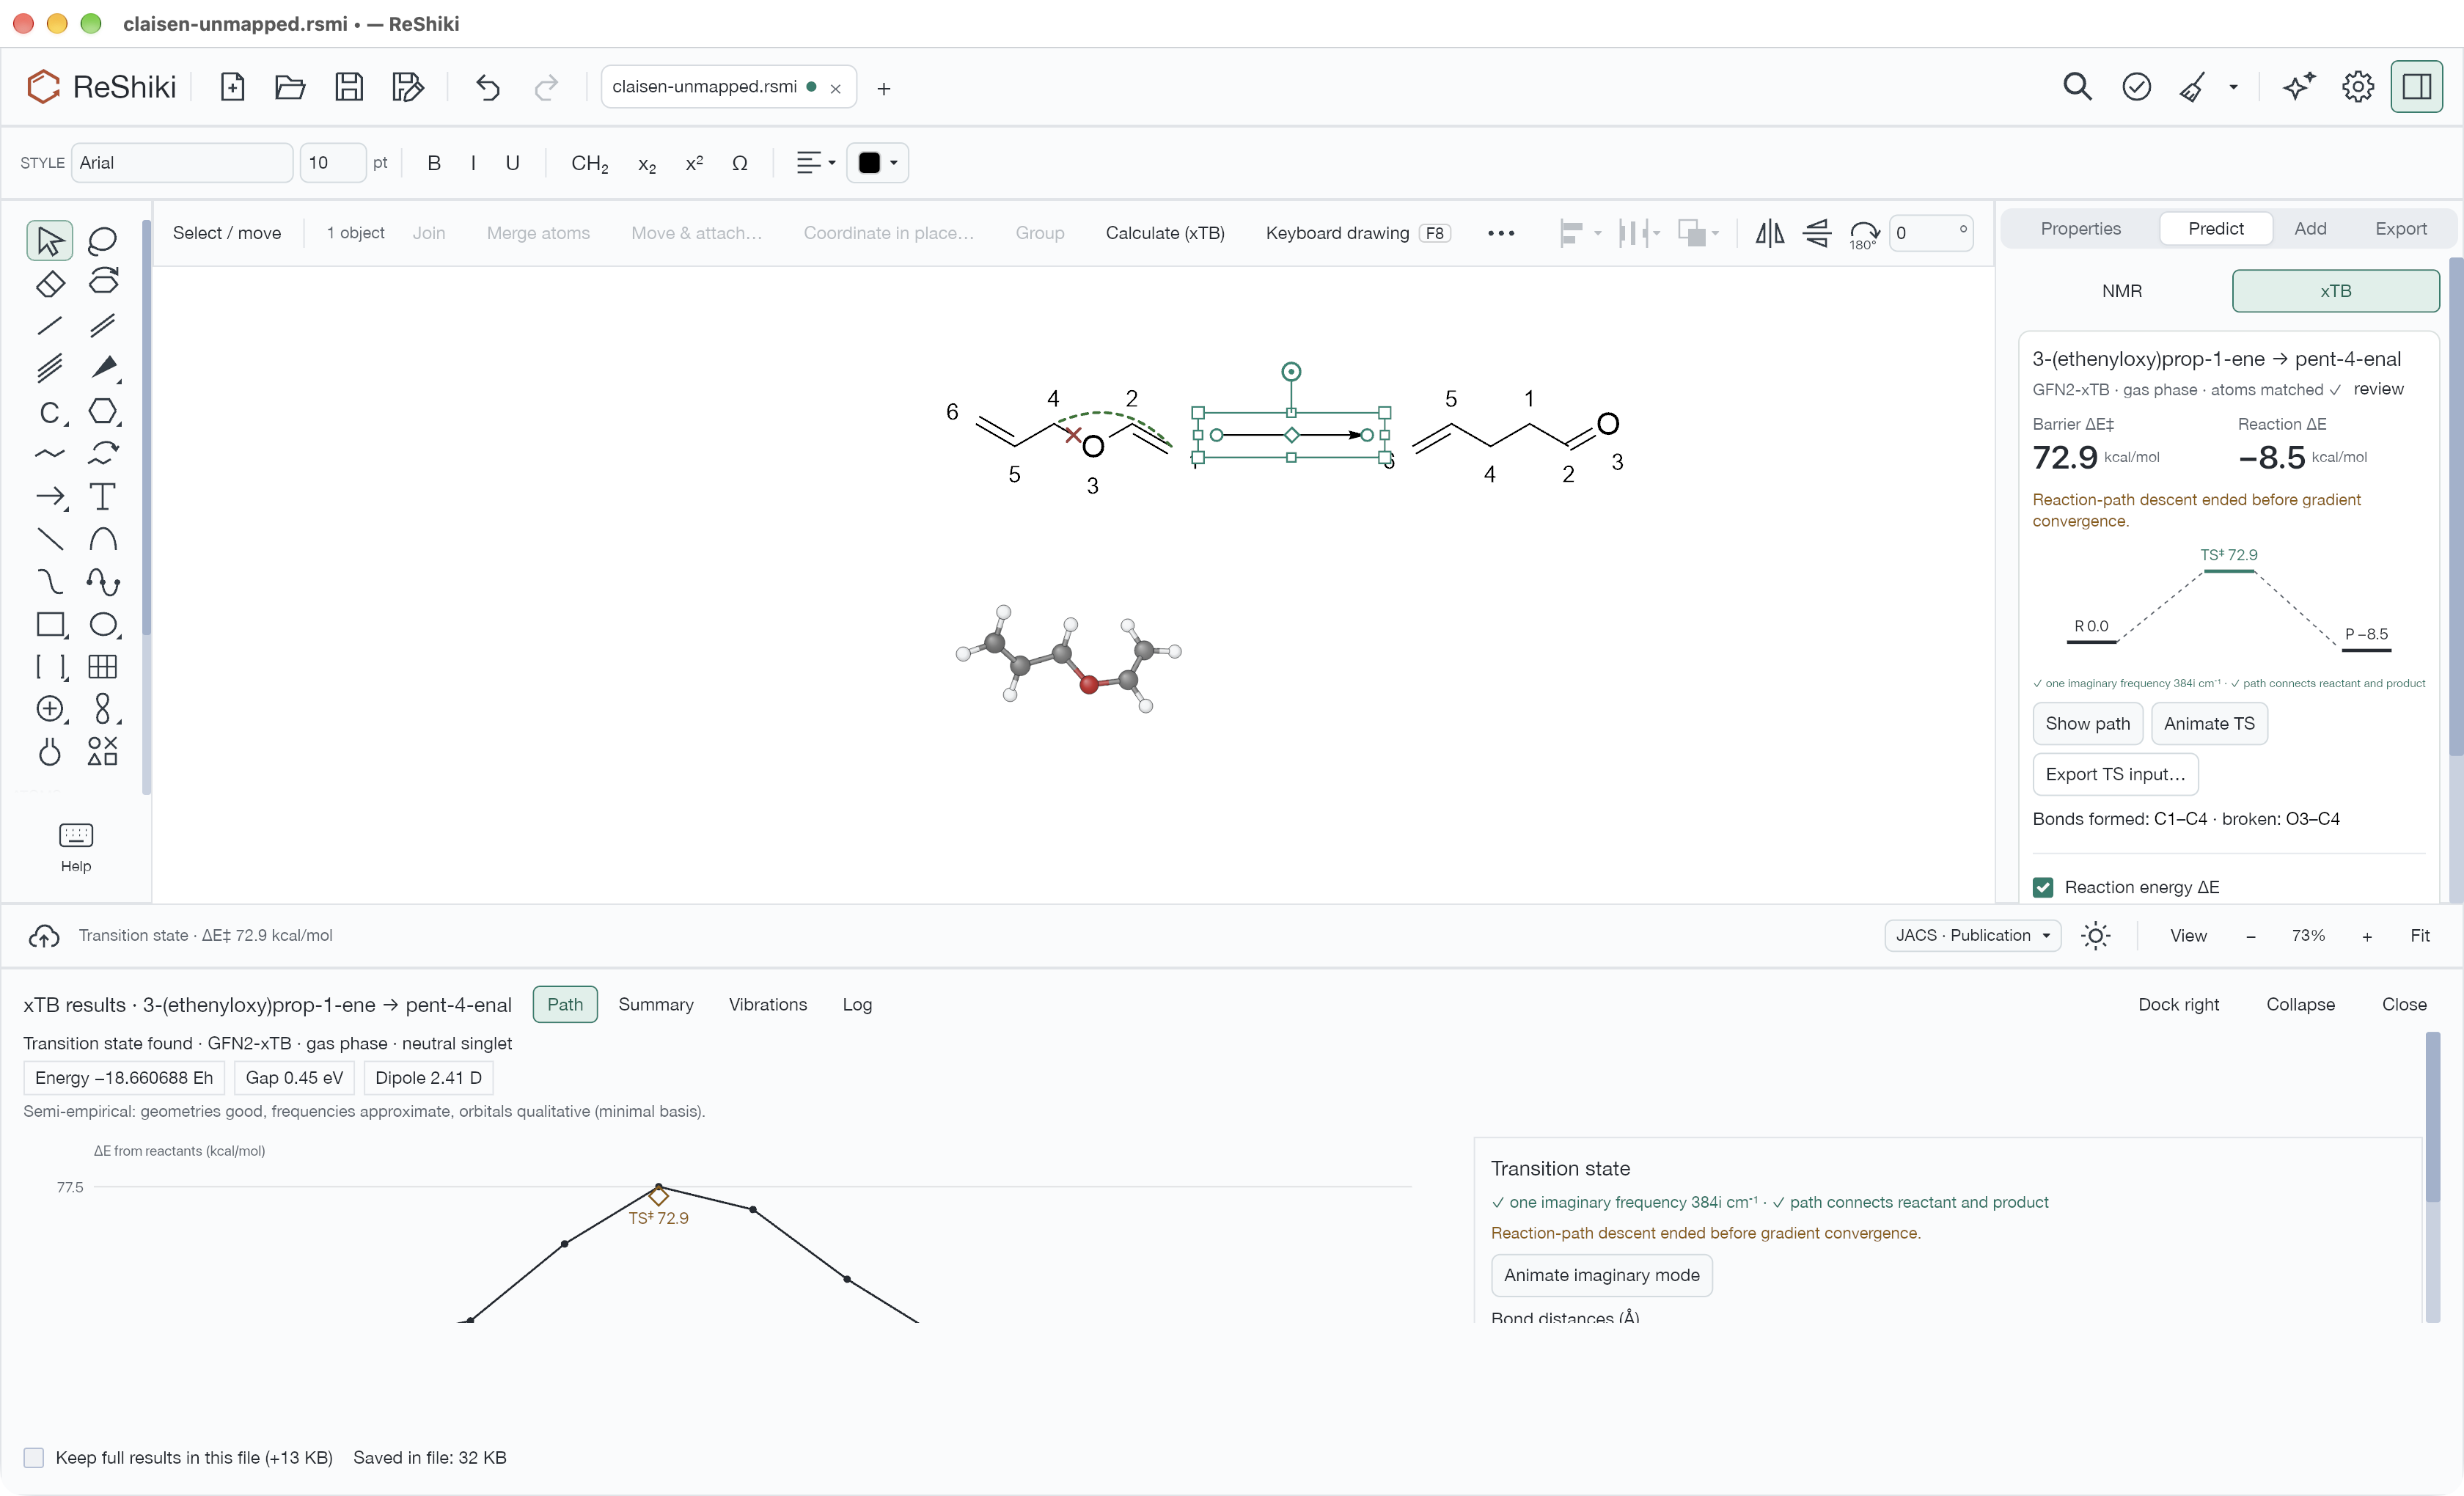 claisen-unmapped.rsmi • — ReShiki
ReShiki
claisen-unmapped.rsmi
STYLE Arial 10 pt B I U CH₂ x₂ x² Ω
Select / move 1 object Join Merge atoms Move & attach... Coordinate in place... Group Calculate (xTB) Keyboard drawing F8 180° 0 °
Properties Predict Add Export
NMR xTB
3-(ethenyloxy)prop-1-ene → pent-4-enal
GFN2-xTB · gas phase · atoms matched ✓ review
Barrier ΔE‡ Reaction ΔE
72.9 kcal/mol −8.5 kcal/mol
Reaction-path descent ended before gradient
convergence.
TS‡ 72.9
R 0.0
P −8.5
✓ one imaginary frequency 384i cm⁻¹ · ✓ path connects reactant and product
Show path Animate TS
Export TS input...
Bonds formed: C1–C4 · broken: O3–C4
Reaction energy ΔE
C
T
Help
6 4 2 5 1 O
O
5 3 4 2 3
Transition state · ΔE‡ 72.9 kcal/mol
JACS · Publication View − 73% + Fit
xTB results · 3-(ethenyloxy)prop-1-ene → pent-4-enal Path Summary Vibrations Log Dock right Collapse Close
Transition state found · GFN2-xTB · gas phase · neutral singlet
Energy −18.660688 Eh Gap 0.45 eV Dipole 2.41 D
Semi-empirical: geometries good, frequencies approximate, orbitals qualitative (minimal basis).
ΔE from reactants (kcal/mol)
77.5
TS‡ 72.9
Transition state
✓ one imaginary frequency 384i cm⁻¹ · ✓ path connects reactant and product
Reaction-path descent ended before gradient convergence.
Animate imaginary mode
Bond distances (Å)
Keep full results in this file (+13 KB) Saved in file: 32 KB